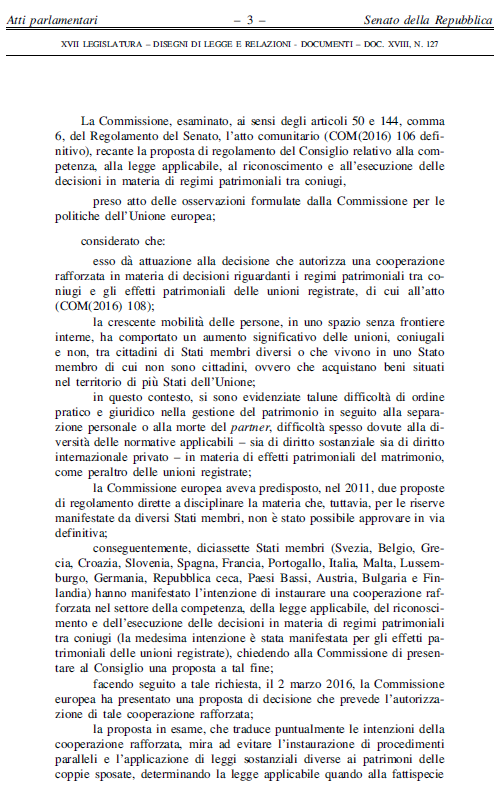 Atti parlamentari – 3 – Senato della Repubblica
XVII LEGISLATURA – DISEGNI DI LEGGE E RELAZIONI - DOCUMENTI – DOC. XVIII, N. 127
La Commissione, esaminato, ai sensi degli articoli 50 e 144, comma
6, del Regolamento del Senato, l'atto comunitario (COM(2016) 106 defi-
nitivo), recante la proposta di regolamento del Consiglio relativo alla com-
petenza, alla legge applicabile, al riconoscimento e all'esecuzione delle
decisioni in materia di regimi patrimoniali tra coniugi,
preso atto delle osservazioni formulate dalla Commissione per le
politiche dell'Unione europea;
considerato che:
esso dà attuazione alla decisione che autorizza una cooperazione
rafforzata in materia di decisioni riguardanti i regimi patrimoniali tra co-
niugi e gli effetti patrimoniali delle unioni registrate, di cui all'atto
(COM(2016) 108);
la crescente mobilità delle persone, in uno spazio senza frontiere
interne, ha comportato un aumento significativo delle unioni, coniugali
e non, tra cittadini di Stati membri diversi o che vivono in uno Stato
membro di cui non sono cittadini, ovvero che acquistano beni situati
nel territorio di più Stati dell'Unione;
in questo contesto, si sono evidenziate talune difficoltà di ordine
pratico e giuridico nella gestione del patrimonio in seguito alla separa-
zione personale o alla morte del partner, difficoltà spesso dovute alla di-
versità delle normative applicabili – sia di diritto sostanziale sia di diritto
internazionale privato – in materia di effetti patrimoniali del matrimonio,
come peraltro delle unioni registrate;
la Commissione europea aveva predisposto, nel 2011, due proposte
di regolamento dirette a disciplinare la materia che, tuttavia, per le riserve
manifestate da diversi Stati membri, non è stato possibile approvare in via
definitiva;
conseguentemente, diciassette Stati membri (Svezia, Belgio, Gre-
cia, Croazia, Slovenia, Spagna, Francia, Portogallo, Italia, Malta, Lussem-
burgo, Germania, Repubblica ceca, Paesi Bassi, Austria, Bulgaria e Fin-
landia) hanno manifestato l'intenzione di instaurare una cooperazione raf-
forzata nel settore della competenza, della legge applicabile, del riconosci-
mento e dell'esecuzione delle decisioni in materia di regimi patrimoniali
tra coniugi (la medesima intenzione è stata manifestata per gli effetti pa-
trimoniali delle unioni registrate), chiedendo alla Commissione di presen-
tare al Consiglio una proposta a tal fine;
facendo seguito a tale richiesta, il 2 marzo 2016, la Commissione
europea ha presentato una proposta di decisione che prevede l'autorizza-
zione di tale cooperazione rafforzata;
la proposta in esame, che traduce puntualmente le intenzioni della
cooperazione rafforzata, mira ad evitare l'instaurazione di procedimenti
paralleli e l'applicazione di leggi sostanziali diverse ai patrimoni delle
coppie sposate, determinando la legge applicabile quando alla fattispecie